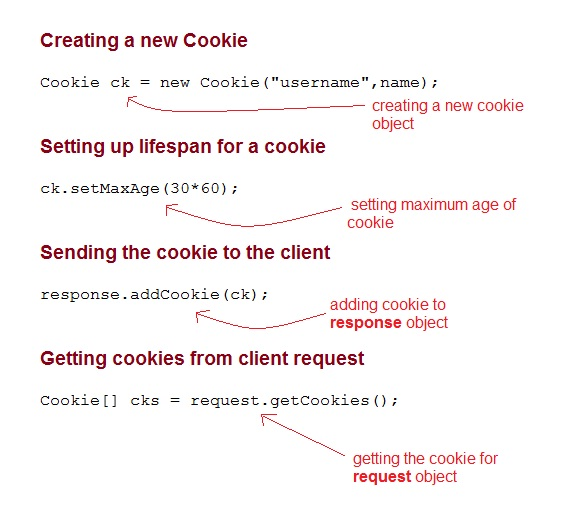 Creating a new Cookie
Cookie ck = new Cookie("username",name);
creating a new cookie
object
Setting up lifespan for a cookie
ck.setMaxAge(30*60);
setting maximum age of
cookie
Sending the cookie to the client
response.addCookie(ck);
adding cookie to
response object
Getting cookies from client request
Cookie[] cks = request.getCookies();
getting the cookie for
request object